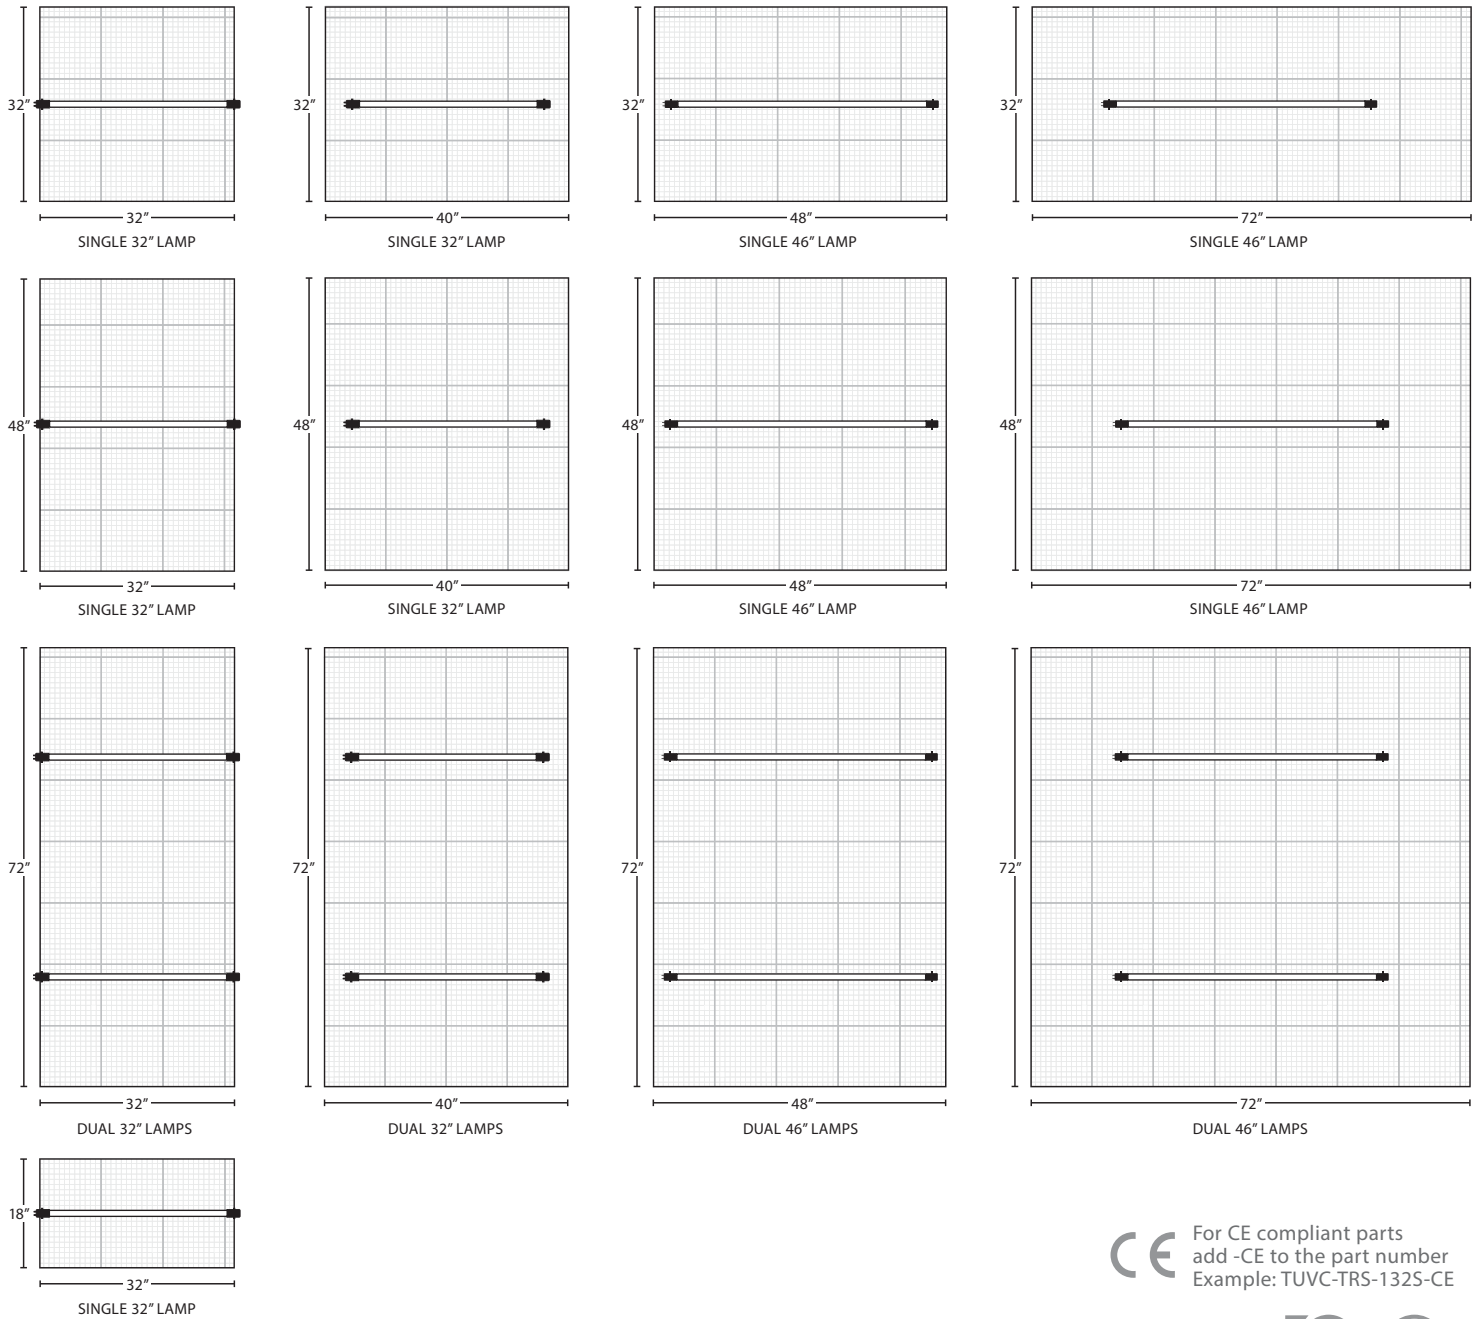 32”
32”
SINGLE 32” LAMP
32”
40”
SINGLE 32” LAMP
32”
48”
SINGLE 46” LAMP
32”
72”
SINGLE 46” LAMP
48”
32”
SINGLE 32” LAMP
48”
40”
SINGLE 32” LAMP
48”
48”
SINGLE 46” LAMP
48”
72”
SINGLE 46” LAMP
72”
32”
DUAL 32” LAMPS
72”
40”
DUAL 32” LAMPS
72”
48”
DUAL 46” LAMPS
72”
72”
DUAL 46” LAMPS
18”
32”
SINGLE 32” LAMP
CE
For CE compliant parts
add -CE to the part number
Example: TUVC-TRS-132S-CE